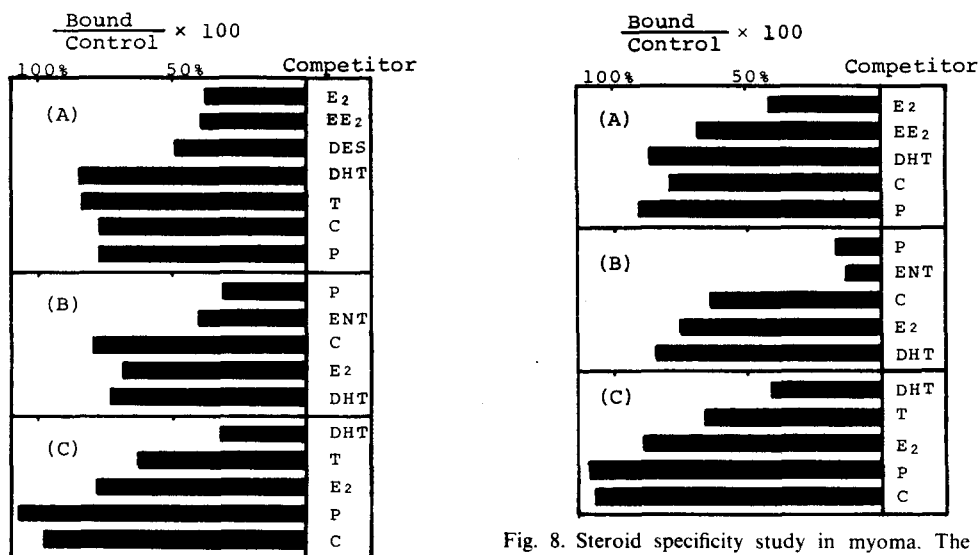 Bound
Control × 100
100% 50% Competitor
(A)
E2
EE2
DES
DHT
T
C
P
(B)
P
ENT
C
E2
DHT
(C)
DHT
T
E2
P
C
Bound
Control × 100
100% 50% Competitor
(A)
E2
EE2
DHT
C
P
(B)
P
ENT
C
E2
DHT
(C)
DHT
T
E2
P
C
Fig. 8. Steroid specificity study in myoma. The